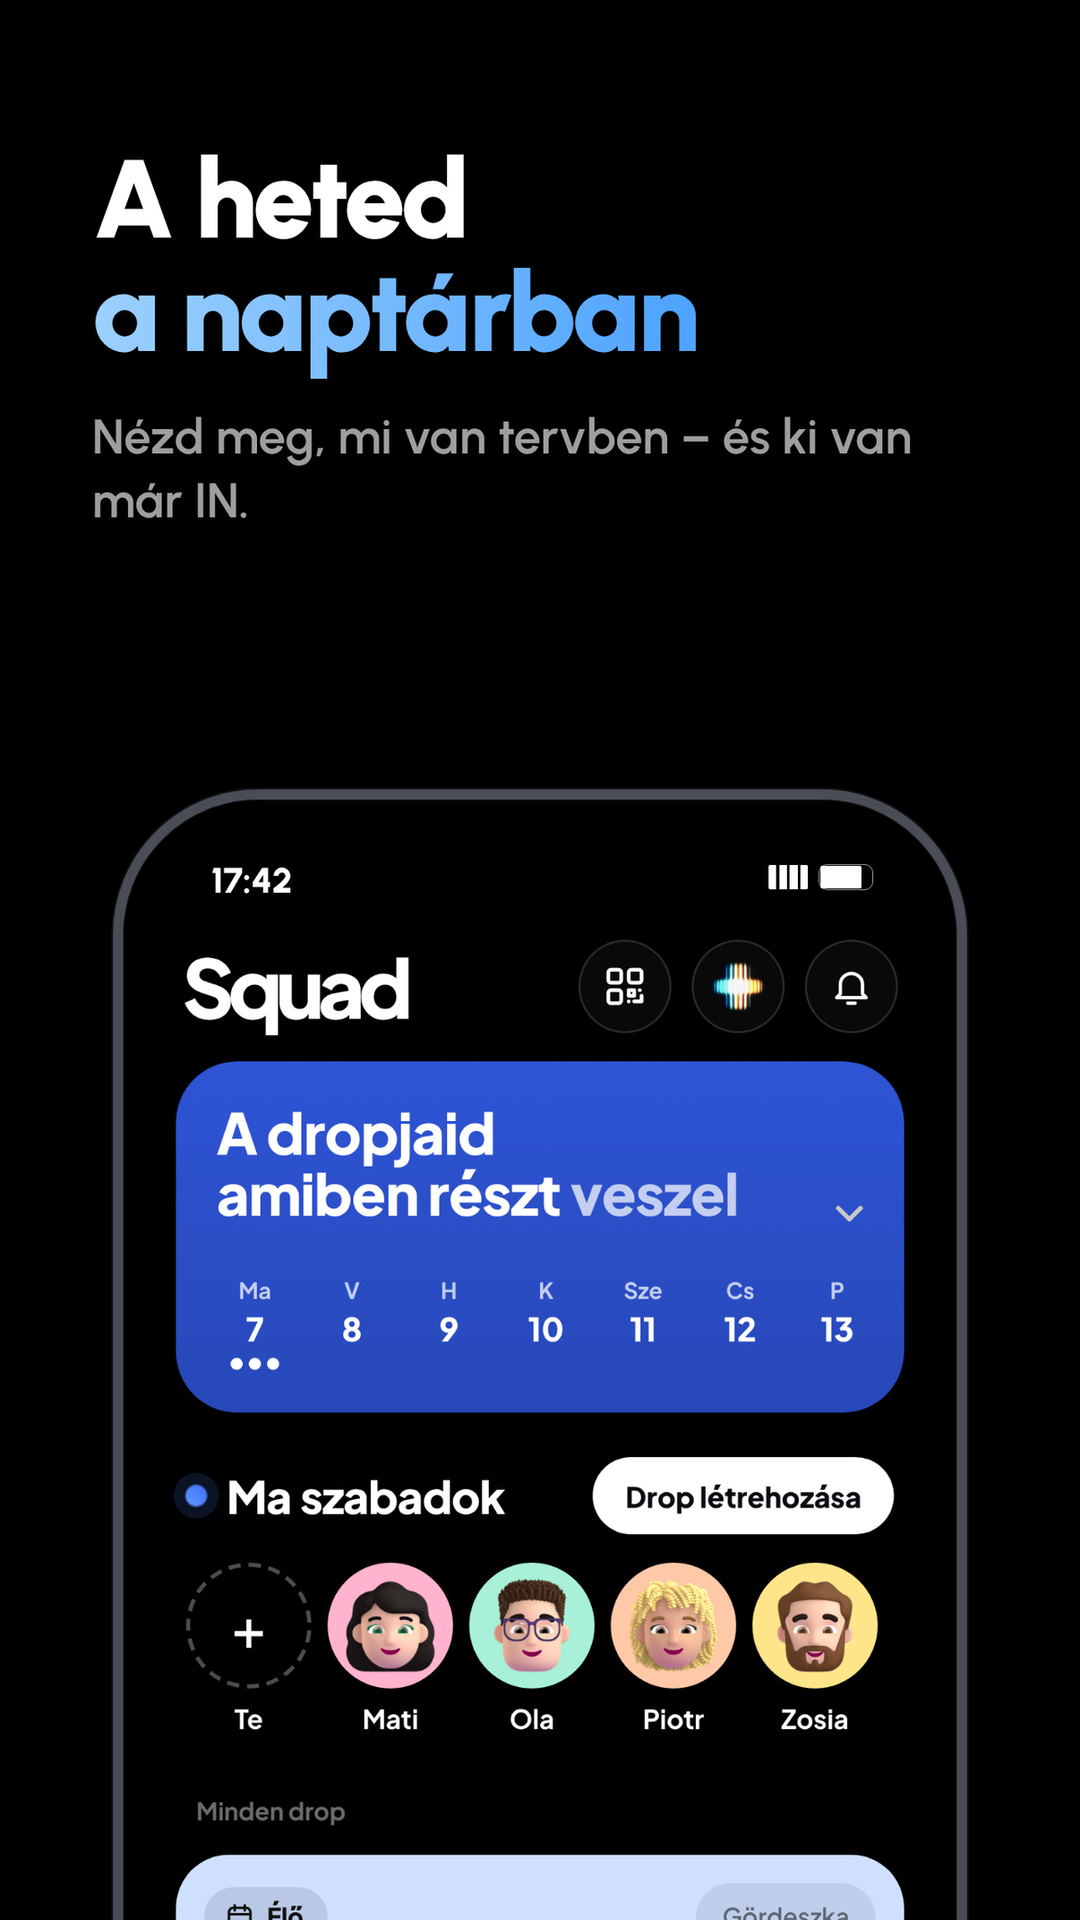 A heted
a naptárban
Nézd meg, mi van tervben – és ki van
már IN.
17:42
Squad
A dropjaid
amiben részt veszel
Ma V H K Sze Cs P
7 8 9 10 11 12 13
Ma szabadok
Drop létrehozása
Te Mati Ola Piotr Zosia
Minden drop
Élő Gördeszka